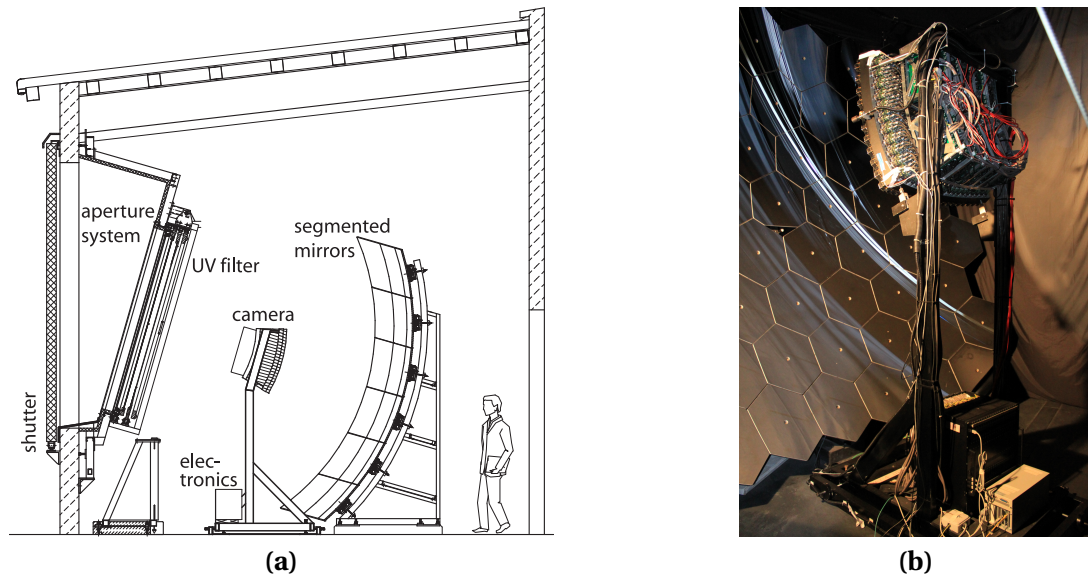 aperture
system
UV filter
segmented
mirrors
camera
shutter
elec-
tronics
(a)
(b)